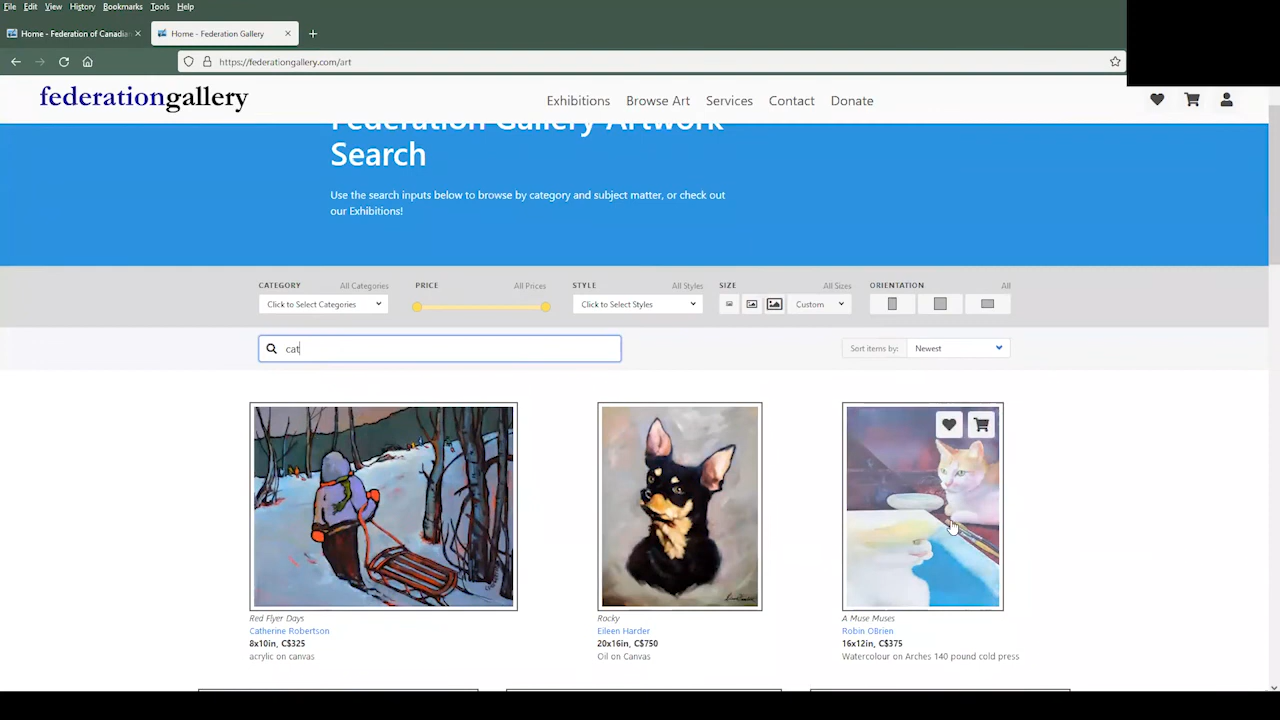 File Edit View History Bookmarks Tools Help
Home - Federation of Canadian
Home - Federation Gallery
https://federationgallery.com/art
federationgallery
Exhibitions Browse Art Services Contact Donate
Federation Gallery Artwork
Search
Use the search inputs below to browse by category and subject matter, or check out
our Exhibitions!
CATEGORY All Categories PRICE All Prices STYLE All Styles SIZE All Sizes ORIENTATION All
Click to Select Categories Click to Select Styles Custom
cat Sort items by: Newest
Red Flyer Days
Catherine Robertson
8x10in, C$325
acrylic on canvas
Rocky
Eileen Harder
20x16in, C$750
Oil on Canvas
A Muse Muses
Robin OBrien
16x12in, C$375
Watercolour on Arches 140 pound cold press